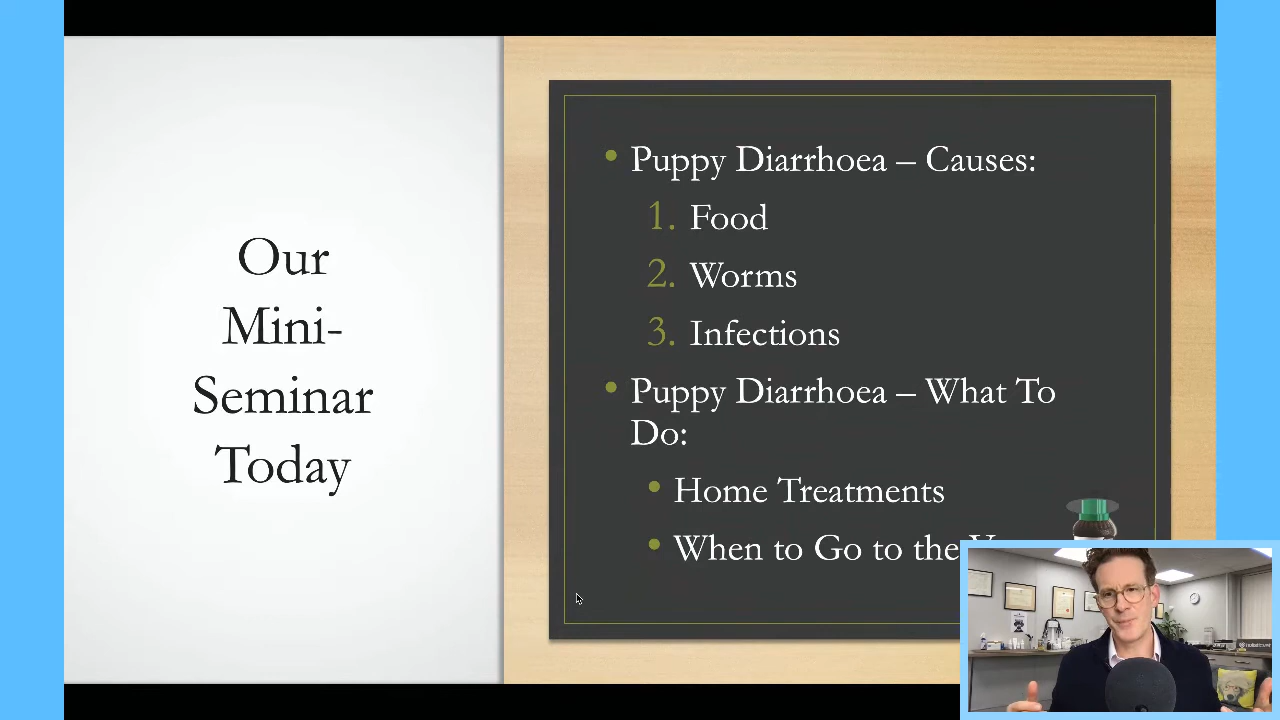 Our
Mini-
Seminar
Today
• Puppy Diarrhoea – Causes:
1. Food
2. Worms
3. Infections
• Puppy Diarrhoea – What To
Do:
• Home Treatments
• When to Go to the